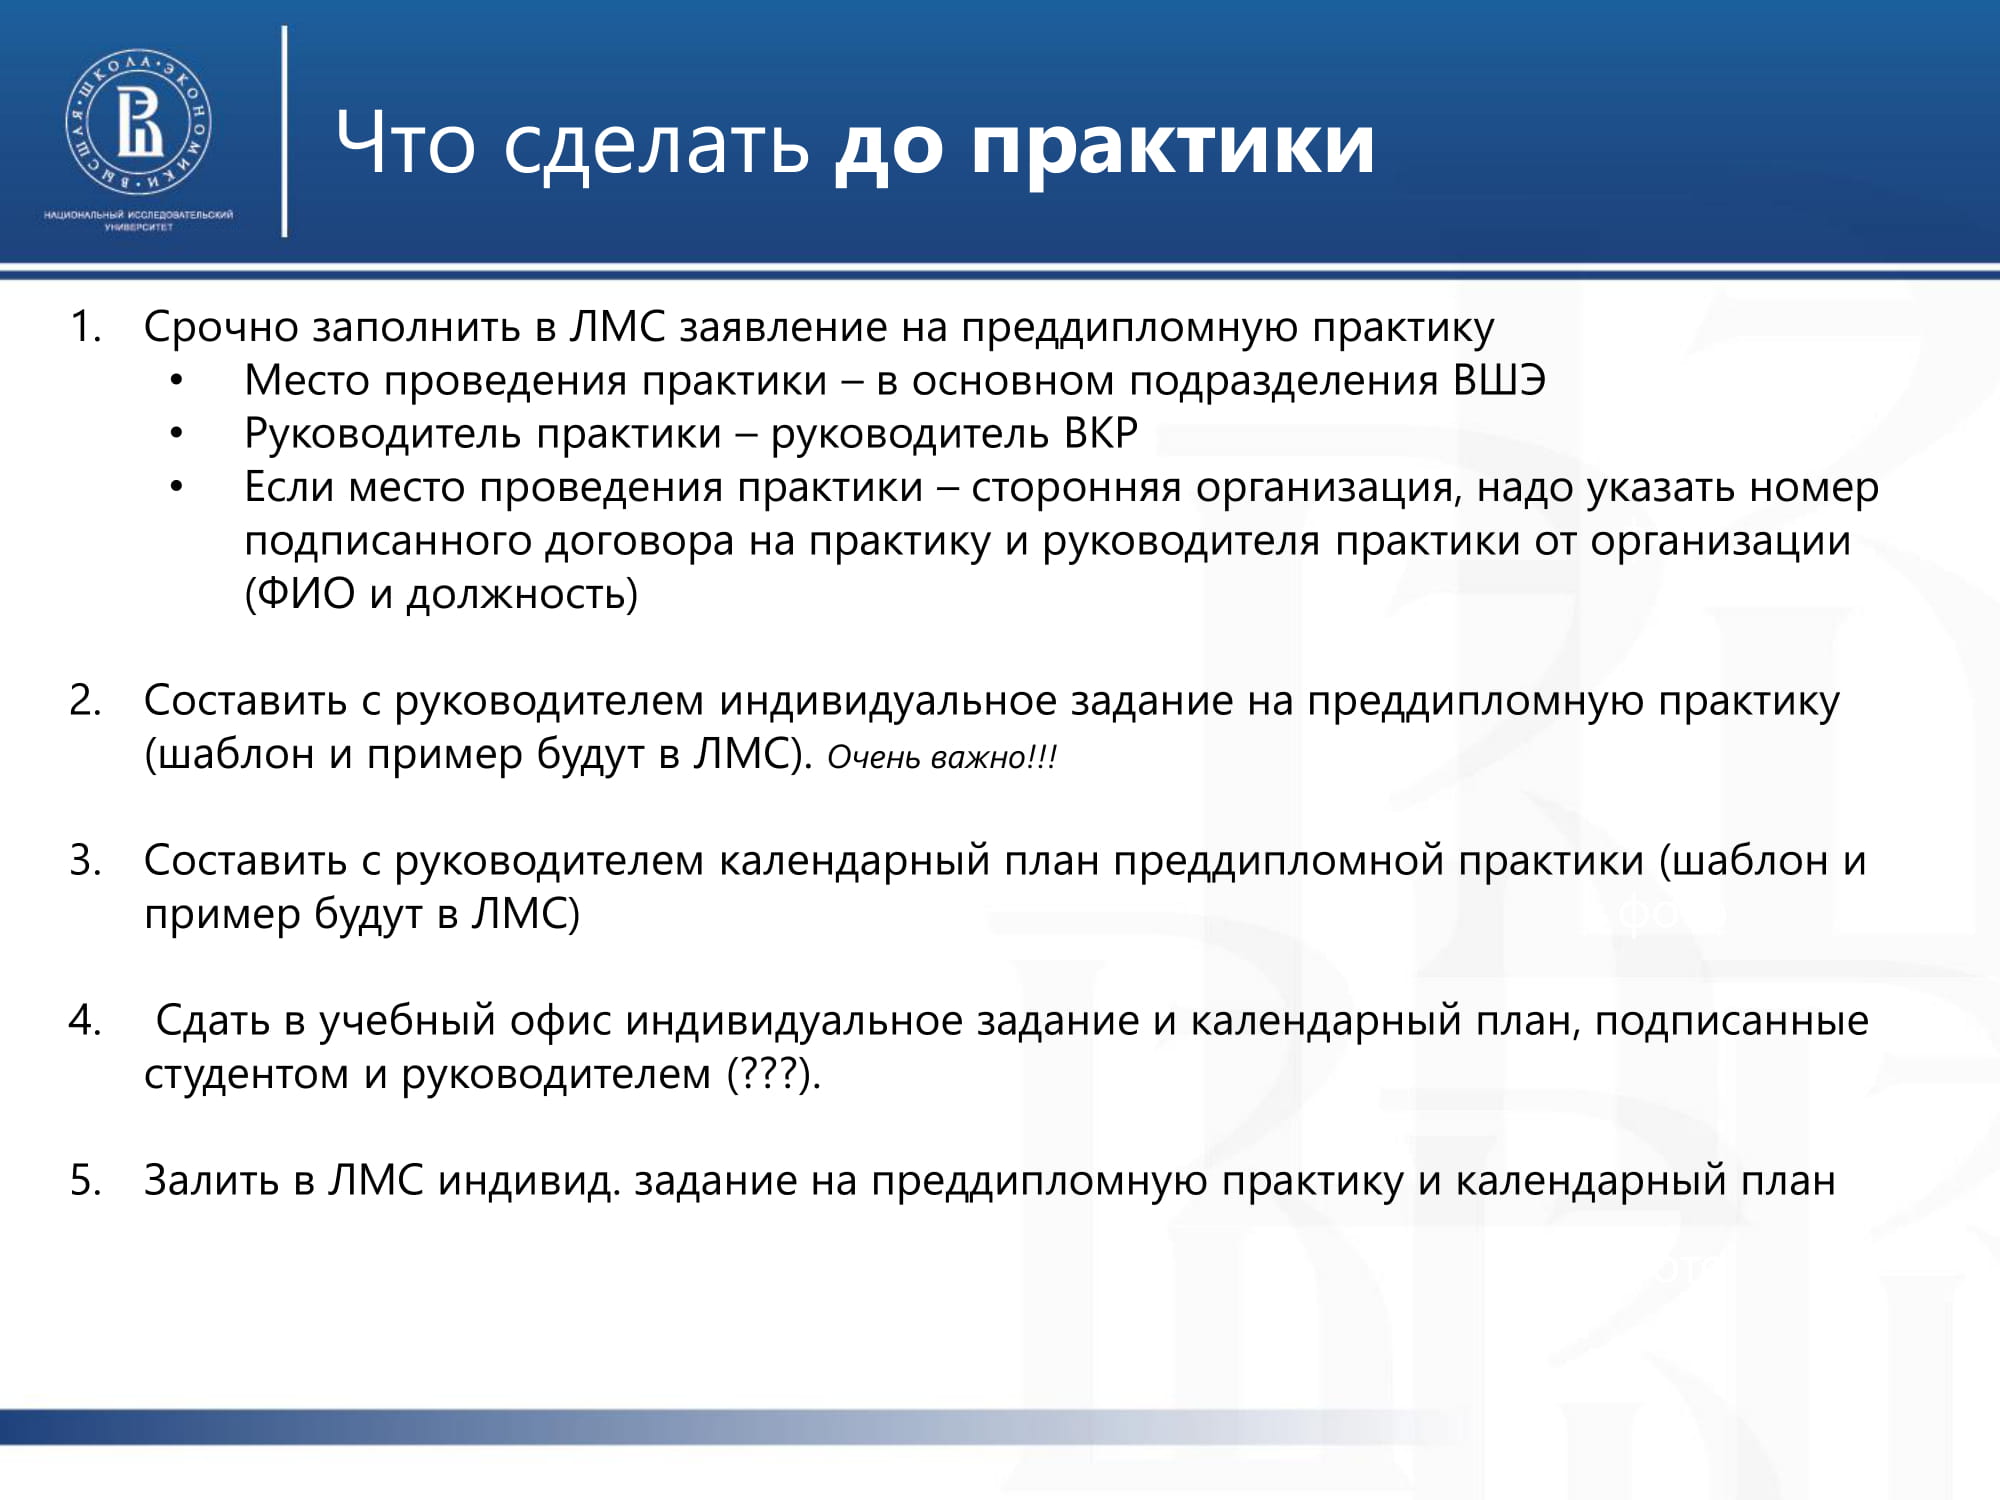 ВЫСШАЯ • ШКОЛА • ЭКОНОМИКИ •
НАЦИОНАЛЬНЫЙ ИССЛЕДОВАТЕЛЬСКИЙ
УНИВЕРСИТЕТ
Что сделать до практики
1. Срочно заполнить в ЛМС заявление на преддипломную практику
• Место проведения практики – в основном подразделения ВШЭ
• Руководитель практики – руководитель ВКР
• Если место проведения практики – сторонняя организация, надо указать номер
подписанного договора на практику и руководителя практики от организации
(ФИО и должность)
2. Составить с руководителем индивидуальное задание на преддипломную практику
(шаблон и пример будут в ЛМС). Очень важно!!!
3. Составить с руководителем календарный план преддипломной практики (шаблон и
пример будут в ЛМС)
4. Сдать в учебный офис индивидуальное задание и календарный план, подписанные
студентом и руководителем (???).
5. Залить в ЛМС индивид. задание на преддипломную практику и календарный план